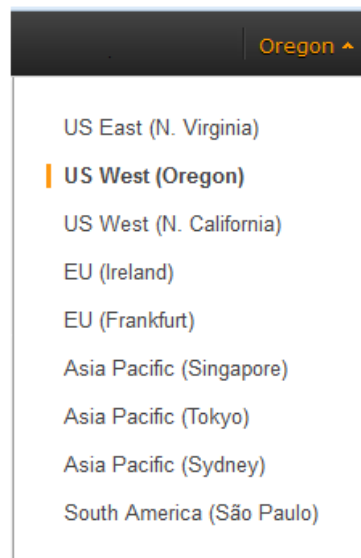 Oregon
US East (N. Virginia)
US West (Oregon)
US West (N. California)
EU (Ireland)
EU (Frankfurt)
Asia Pacific (Singapore)
Asia Pacific (Tokyo)
Asia Pacific (Sydney)
South America (São Paulo)